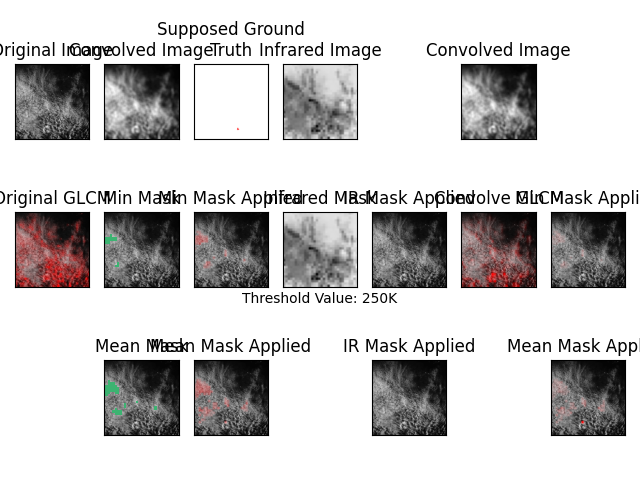 Supposed Ground
Original Image Convolved Image Truth Infrared Image Convolved Image
Original GLCM Min Mask Min Mask Applied Infrared Mask IR Mask Applied Convolve GLCM Min Mask Appli
Threshold Value: 250K
Mean Mask Mean Mask Applied IR Mask Applied Mean Mask Appl